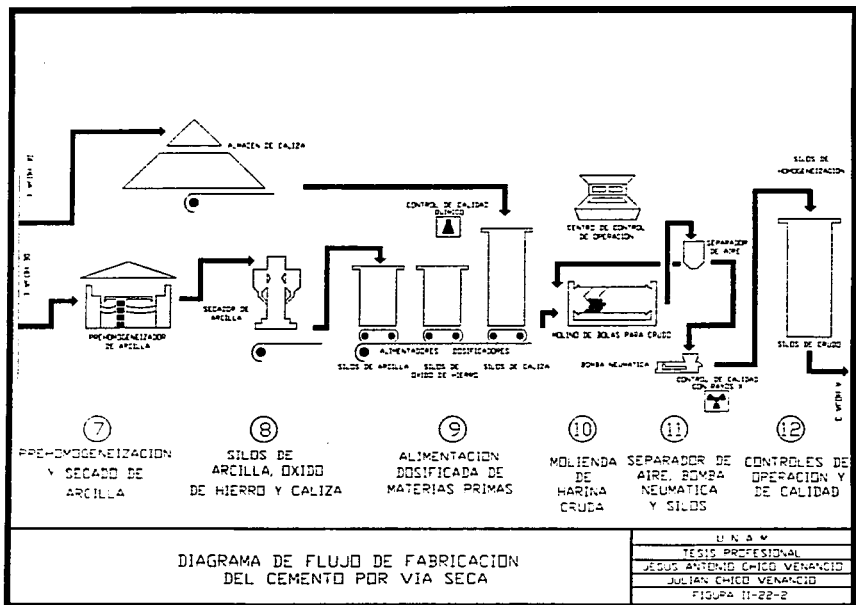 ALMACEN DE CALIZA
SILOS DE
HOMOGENEIZACION
CONTROL DE CALIDAD
QUIMICO
CENTRO DE CONTROL
DE OPERACION
SEPARADOR
DE AIRE
SECADOR
DE ARCILLA
PREHOMOGENEIZADOR
DE ARCILLA
MOLINO DE BOLAS PARA CRUDO
SILOS DE CRUDO
ALIMENTADORES DOSIFICADORES
SILOS DE ARCILLA
SILOS DE
OXIDO DE HIERRO
SILOS DE CALIZA
BOMBA NEUMATICA
CONTROL DE CALIDAD
CON RAYOS X
7
PREHOMOGENEIZACION
Y SECADO DE
ARCILLA
8
SILOS DE
ARCILLA, OXIDO
DE HIERRO Y CALIZA
9
ALIMENTACION
DOSIFICADA DE
MATERIAS PRIMAS
10
MOLIENDA
DE
HARINA
CRUDA
11
SEPARADOR DE
AIRE, BOMBA
NEUMATICA
Y SILOS
12
CONTROLES DE
OPERACION Y
DE CALIDAD
DIAGRAMA DE FLUJO DE FABRICACION
DEL CEMENTO POR VIA SECA
U N A M
TESIS PROFESIONAL
JESUS ANTONIO CHICO VENANCIO
JULIAN CHICO VENANCIO
FIGURA II-22-2